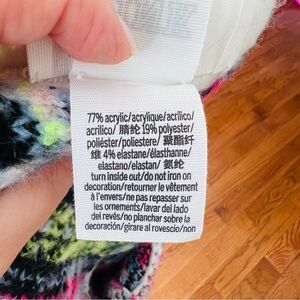 77% acrylic/acrylique/acrílico/
acrilico/ 腈纶 19% polyester/
poliéster/poliestere/ 聚酯纤
维 4% elastane/élasthanne/
elastano/elastan/ 氨纶
turn inside out/do not iron on
decoration/retourner le vêtement
à l'envers/ne pas repasser sur
les ornements/lavar del lado
del revés/no planchar sobre la
decoración/girare al rovescio/non